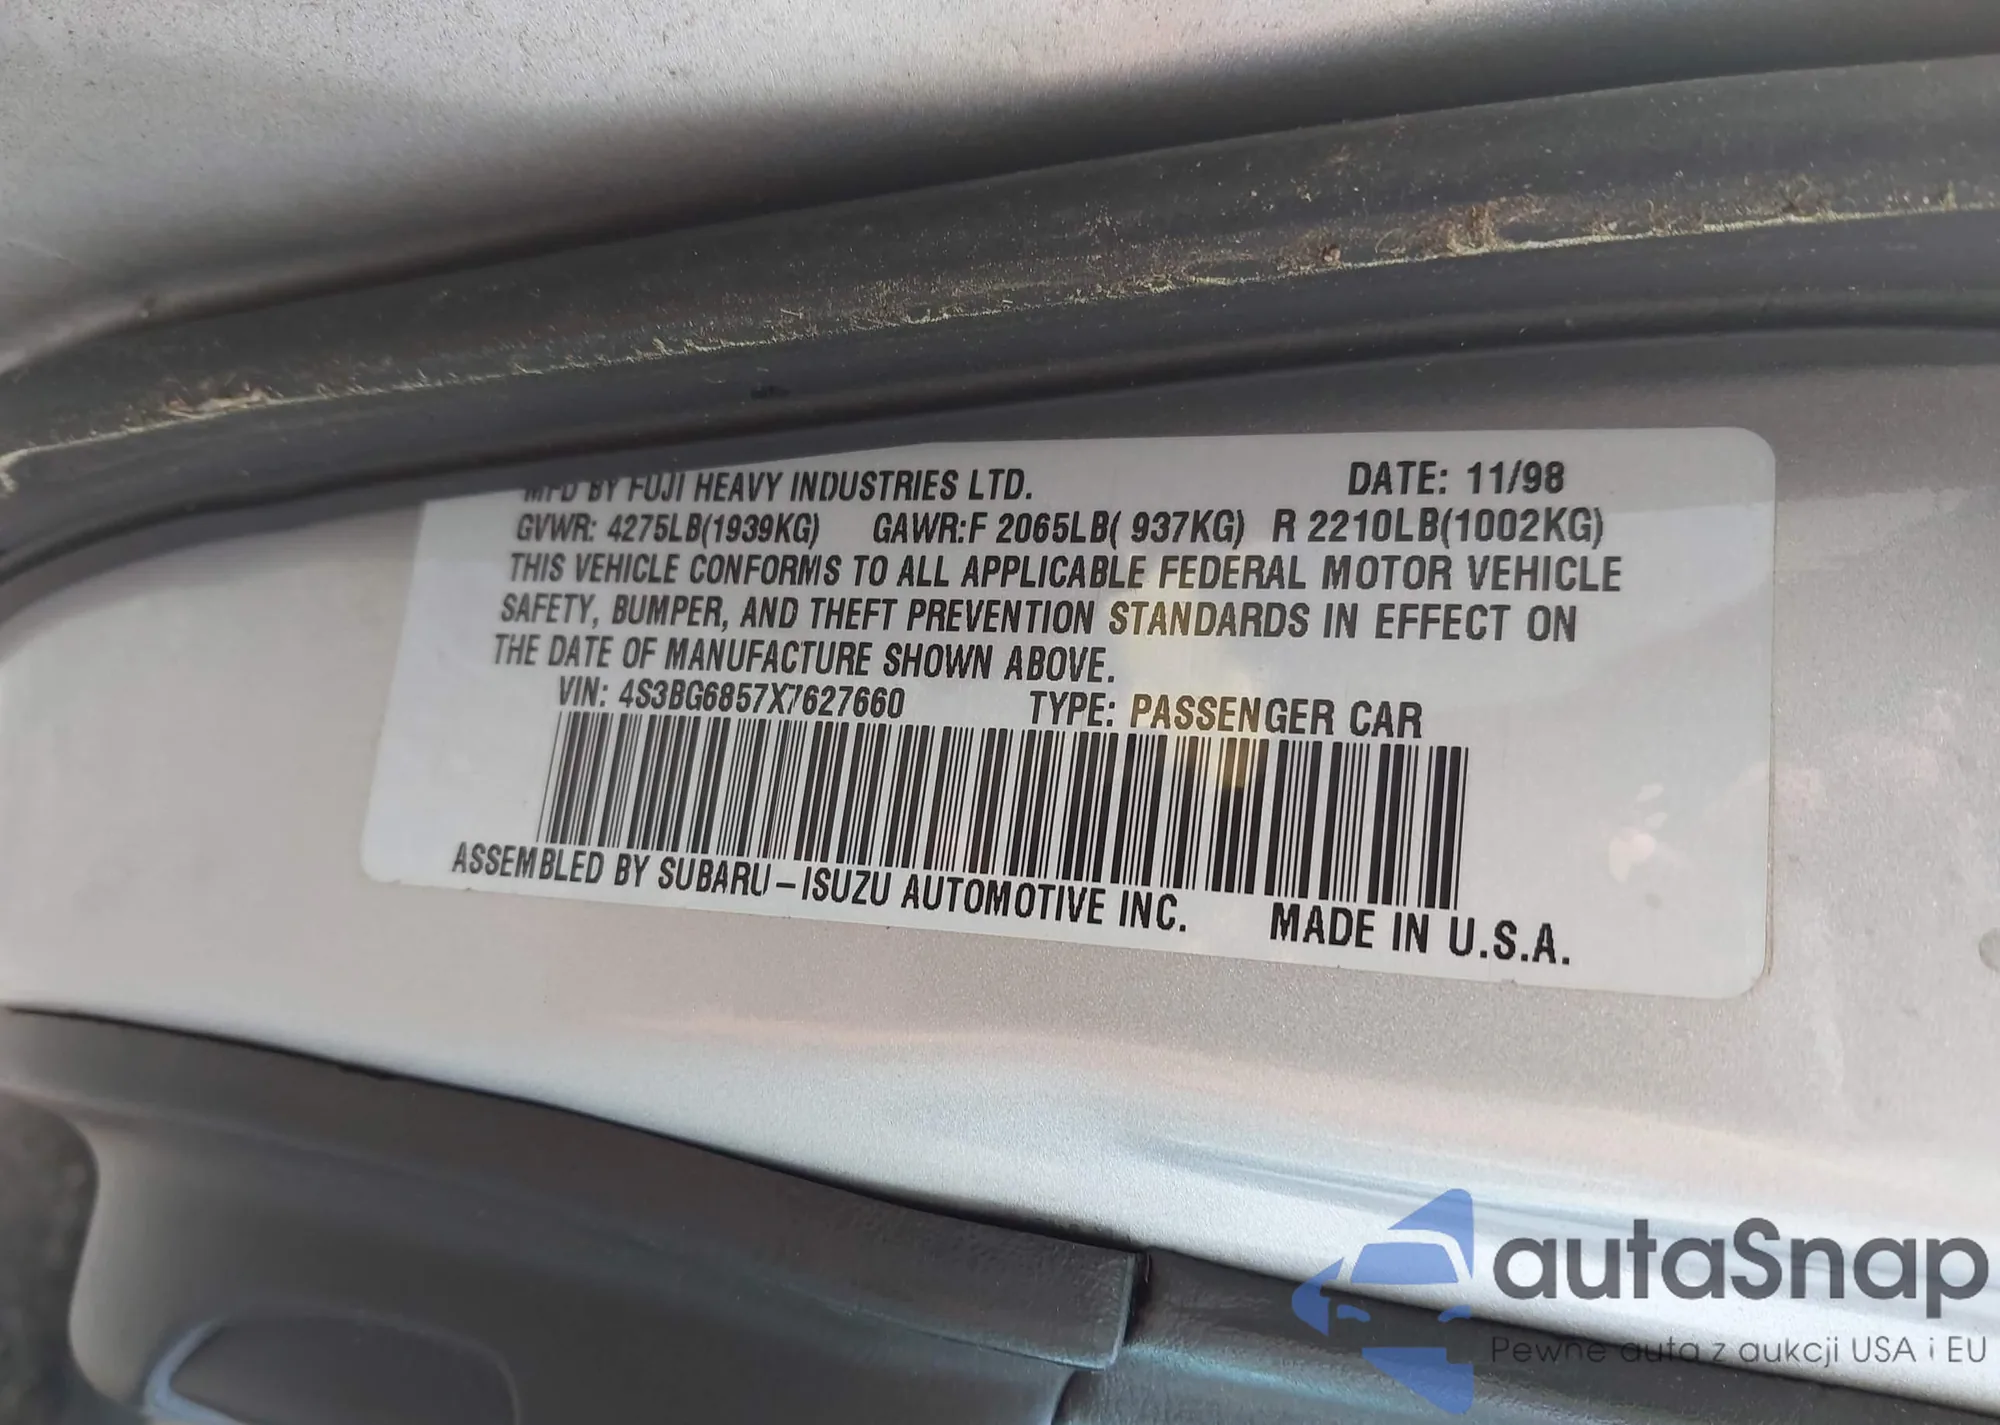 MFD BY FUJI HEAVY INDUSTRIES LTD. DATE: 11/98
GVWR: 4275LB(1939KG) GAWR:F 2065LB( 937KG) R 2210LB(1002KG)
THIS VEHICLE CONFORMS TO ALL APPLICABLE FEDERAL MOTOR VEHICLE
SAFETY, BUMPER, AND THEFT PREVENTION STANDARDS IN EFFECT ON
THE DATE OF MANUFACTURE SHOWN ABOVE.
VIN: 4S3BG6857X7627660 TYPE: PASSENGER CAR
ASSEMBLED BY SUBARU-ISUZU AUTOMOTIVE INC. MADE IN U.S.A.
autaSnap
Pewne auta z aukcji USA i EU